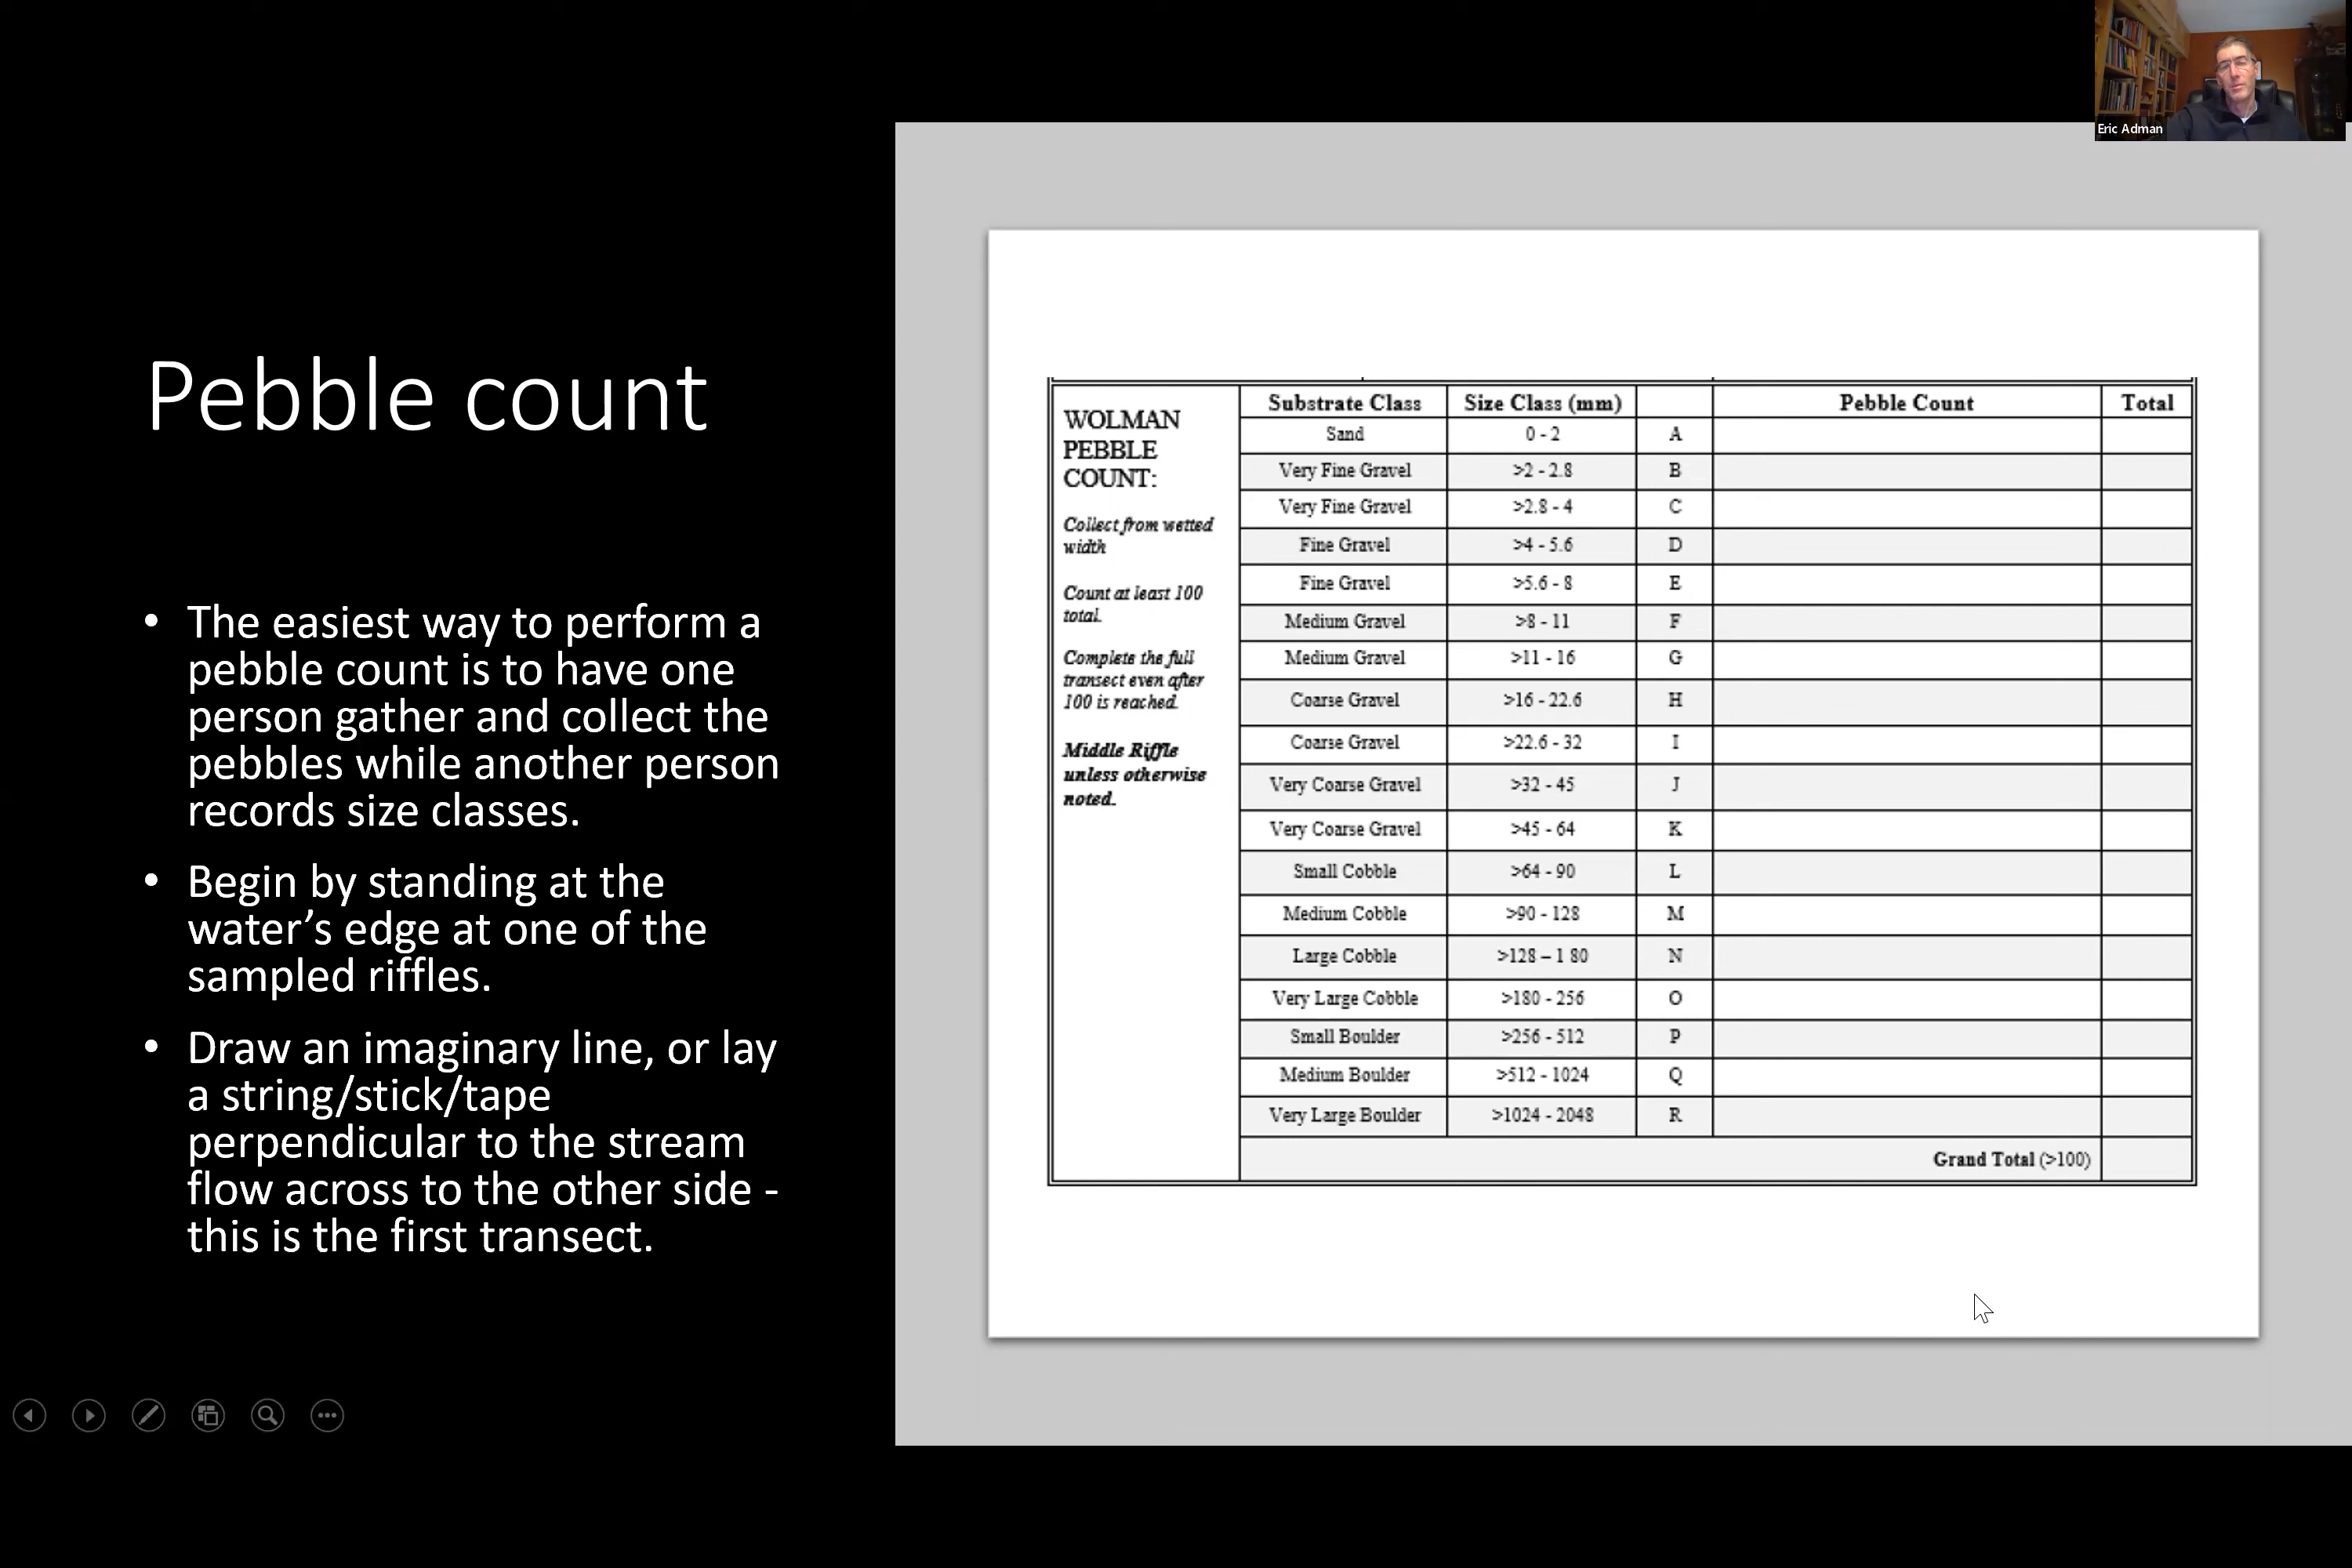 Eric Adman
Pebble count
• The easiest way to perform a
pebble count is to have one
person gather and collect the
pebbles while another person
records size classes.
• Begin by standing at the
water’s edge at one of the
sampled riffles.
• Draw an imaginary line, or lay
a string/stick/tape
perpendicular to the stream
flow across to the other side -
this is the first transect.
WOLMAN
PEBBLE
COUNT:
Collect from wetted
width
Count at least 100
total.
Complete the full
transect even after
100 is reached.
Middle Riffle
unless otherwise
noted.
Substrate Class Size Class (mm) Pebble Count Total
Sand 0 - 2 A
Very Fine Gravel >2 - 2.8 B
Very Fine Gravel >2.8 - 4 C
Fine Gravel >4 - 5.6 D
Fine Gravel >5.6 - 8 E
Medium Gravel >8 - 11 F
Medium Gravel >11 - 16 G
Coarse Gravel >16 - 22.6 H
Coarse Gravel >22.6 - 32 I
Very Coarse Gravel >32 - 45 J
Very Coarse Gravel >45 - 64 K
Small Cobble >64 - 90 L
Medium Cobble >90 - 128 M
Large Cobble >128 – 1 80 N
Very Large Cobble >180 - 256 O
Small Boulder >256 - 512 P
Medium Boulder >512 - 1024 Q
Very Large Boulder >1024 - 2048 R
Grand Total (>100)